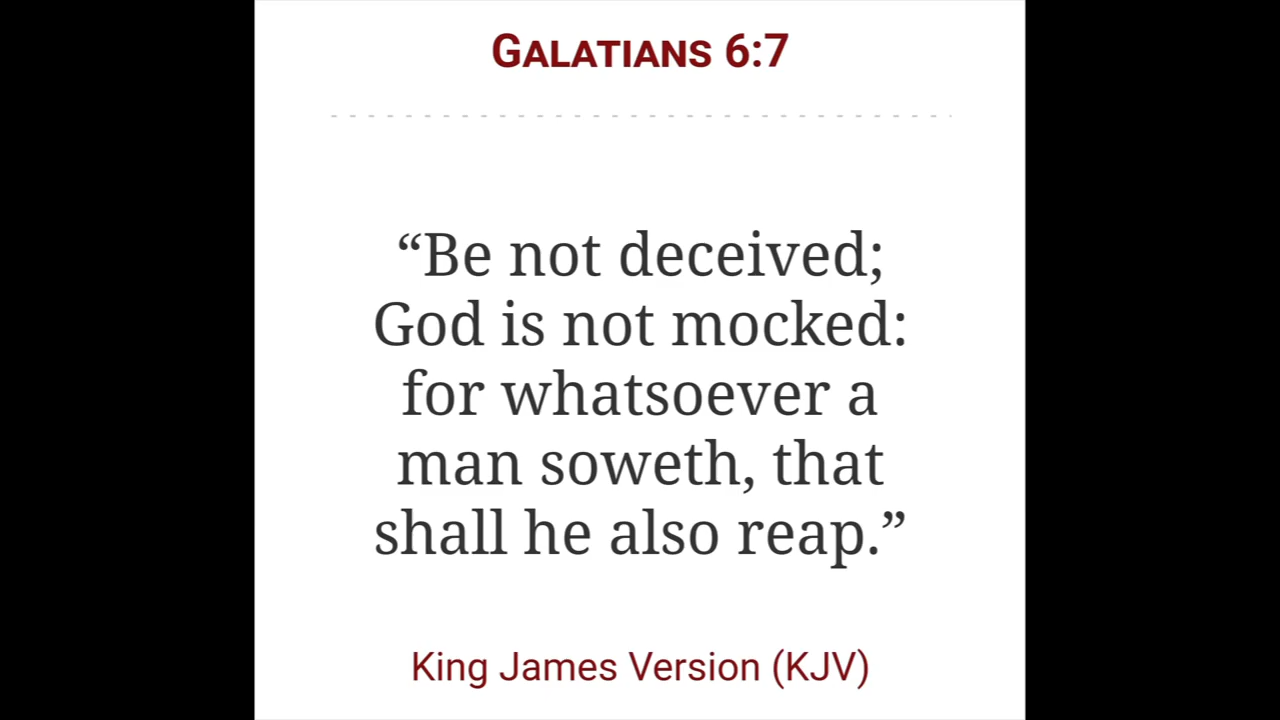 GALATIANS 6:7
“Be not deceived;
God is not mocked:
for whatsoever a
man soweth, that
shall he also reap.”
King James Version (KJV)